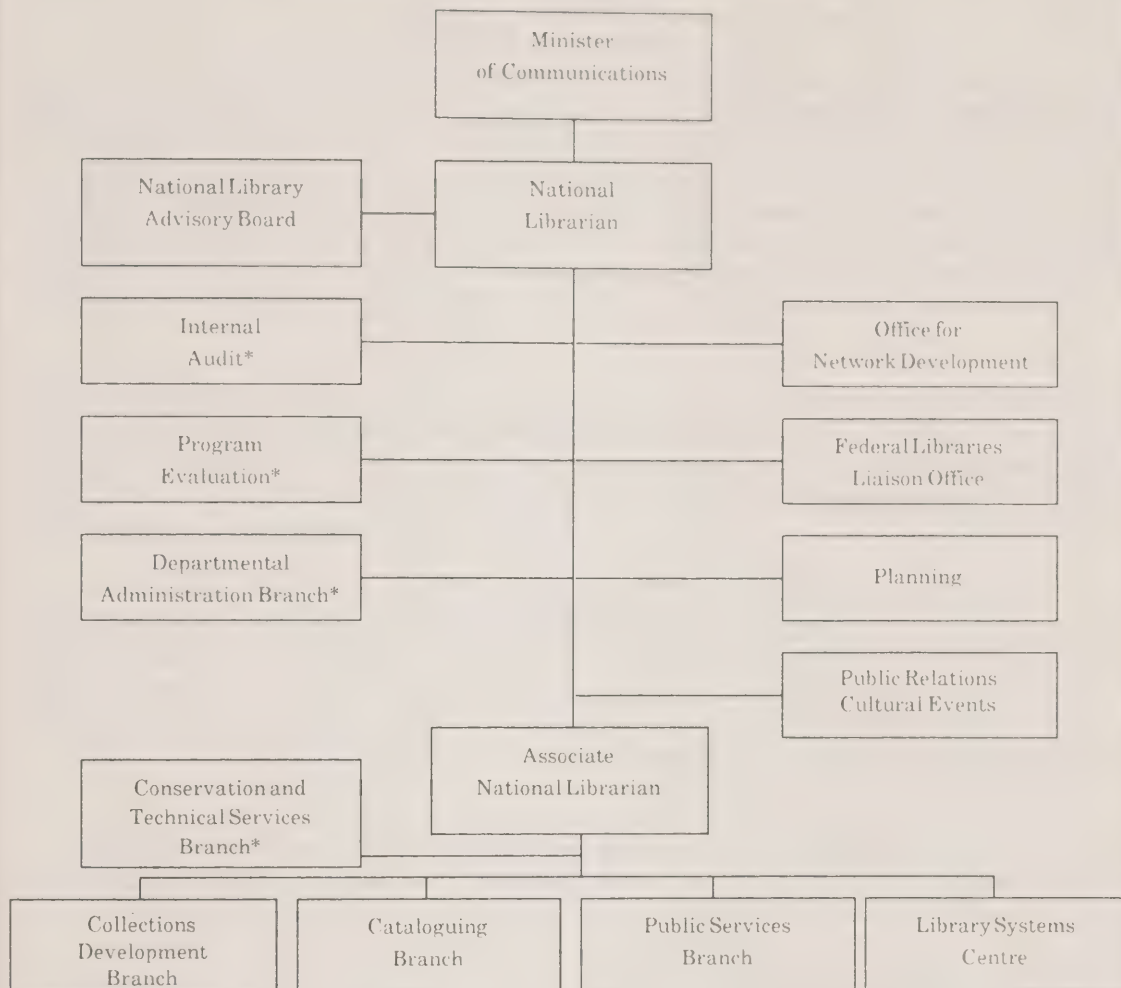 Minister
of Communications
National Library
Advisory Board
National
Librarian
Internal
Audit*
Office for
Network Development
Program
Evaluation*
Federal Libraries
Liaison Office
Departmental
Administration Branch*
Planning
Public Relations
Cultural Events
Associate
National Librarian
Conservation and
Technical Services
Branch*
Collections
Development
Branch
Cataloguing
Branch
Public Services
Branch
Library Systems
Centre